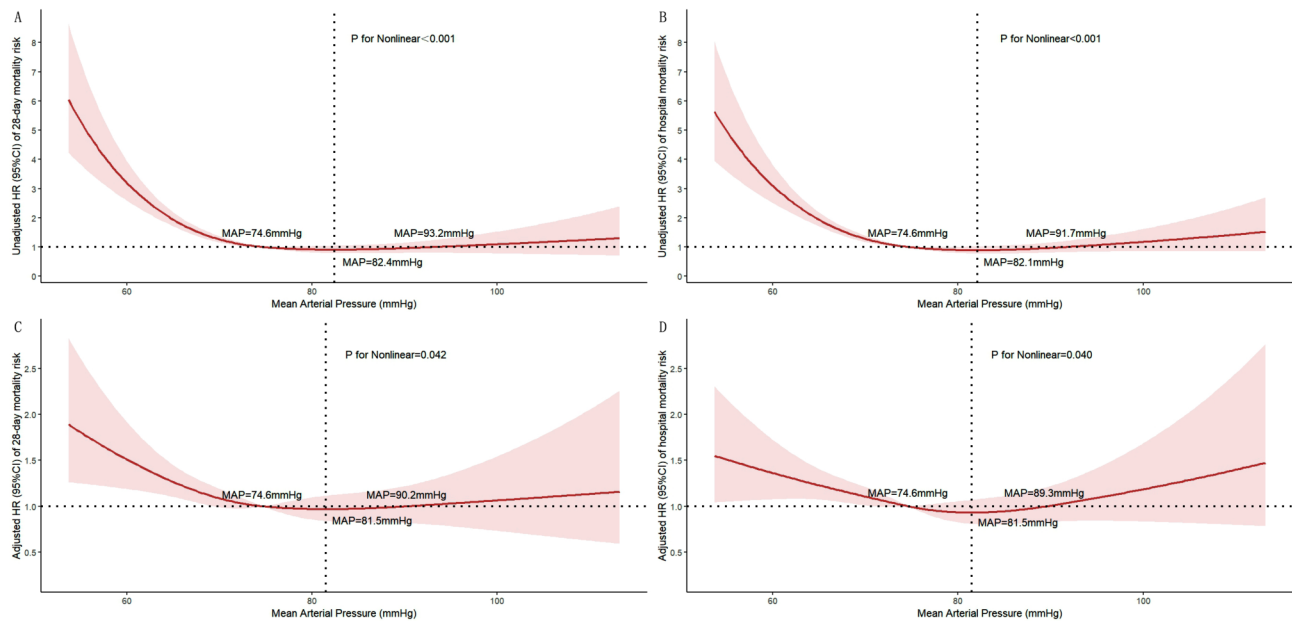 A
Unadjusted HR (95%CI) of 28-day mortality risk
8
7
6
5
4
3
2
1
0
P for Nonlinear<0.001
MAP=74.6mmHg
MAP=93.2mmHg
MAP=82.4mmHg
60
80
100
Mean Arterial Pressure (mmHg)
B
Unadjusted HR (95%CI) of hospital mortality risk
8
7
6
5
4
3
2
1
0
P for Nonlinear<0.001
MAP=74.6mmHg
MAP=91.7mmHg
MAP=82.1mmHg
60
80
100
Mean Arterial Pressure (mmHg)
C
Adjusted HR (95%CI) of 28-day mortality risk
2.5
2.0
1.5
1.0
0.5
P for Nonlinear=0.042
MAP=74.6mmHg
MAP=90.2mmHg
MAP=81.5mmHg
60
80
100
Mean Arterial Pressure (mmHg)
D
Adjusted HR (95%CI) of hospital mortality risk
2.5
2.0
1.5
1.0
0.5
P for Nonlinear=0.040
MAP=74.6mmHg
MAP=89.3mmHg
MAP=81.5mmHg
60
80
100
Mean Arterial Pressure (mmHg)